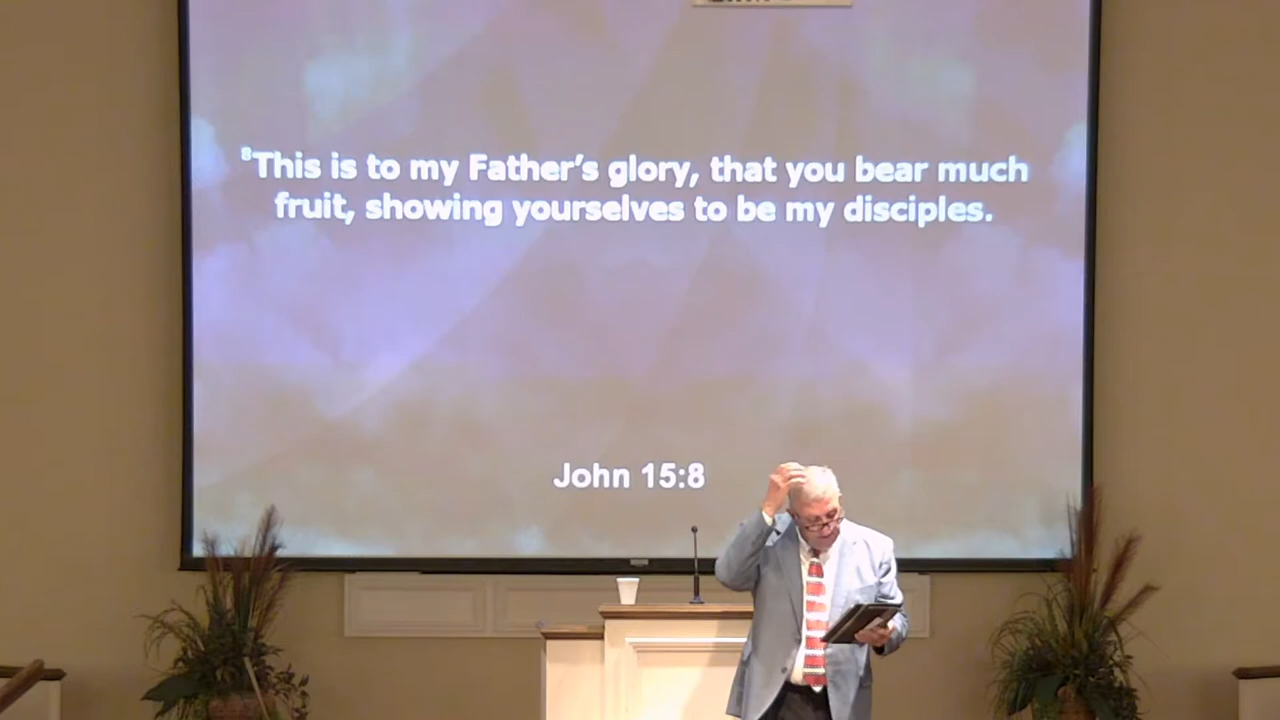 ⁸This is to my Father's glory, that you bear much
fruit, showing yourselves to be my disciples.
John 15:8